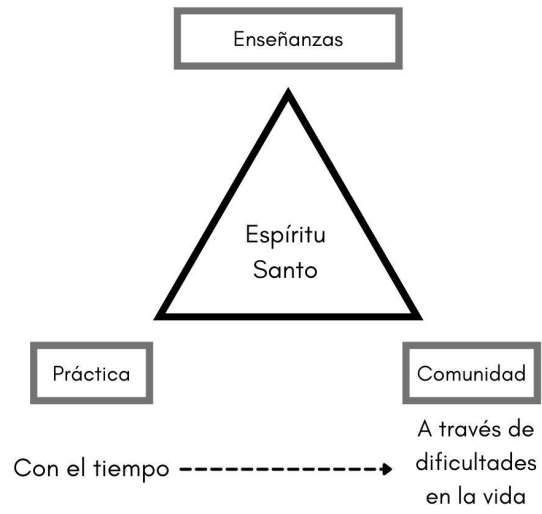 Enseñanzas
Espíritu
Santo
Práctica
Comunidad
Con el tiempo
A través de
dificultades
en la vida